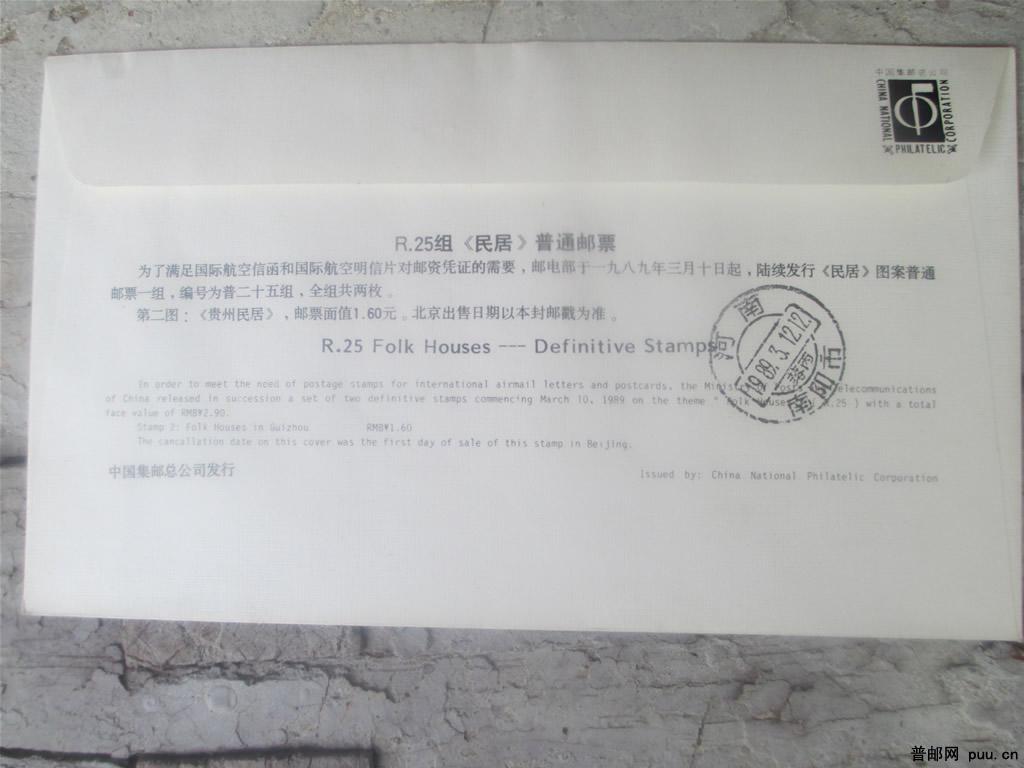 中国集邮总公司
CHINA NATIONAL
PHILATELIC
CORPORATION
R.25组《民居》普通邮票
为了满足国际航空信函和国际航空明信片对邮资凭证的需要，邮电部于一九八九年三月十日起，陆续发行《民居》图案普通
邮票一组，编号为普二十五组，全组共两枚。
第二图：《贵州民居》，邮票面值1.60元。北京出售日期以本封邮戳为准。
R.25 Folk Houses --- Definitive Stamps
In order to meet the need of postage stamps for international airmail letters and postcards, the Ministry of Posts and Telecommunications
of China released in succession a set of two definitive stamps commencing March 10, 1989 on the theme " Folk Houses ( R.25 ) with a total
face value of RMB¥2.90.
Stamp 2: Folk Houses in Guizhou RMB¥1.60
The cancallation date on this cover was the first day of sale of this stamp in Beijing.
中国集邮总公司发行
Issued by: China National Philatelic Corporation
河南
1989.3.12.12
南阳市
普邮网 puu.cn